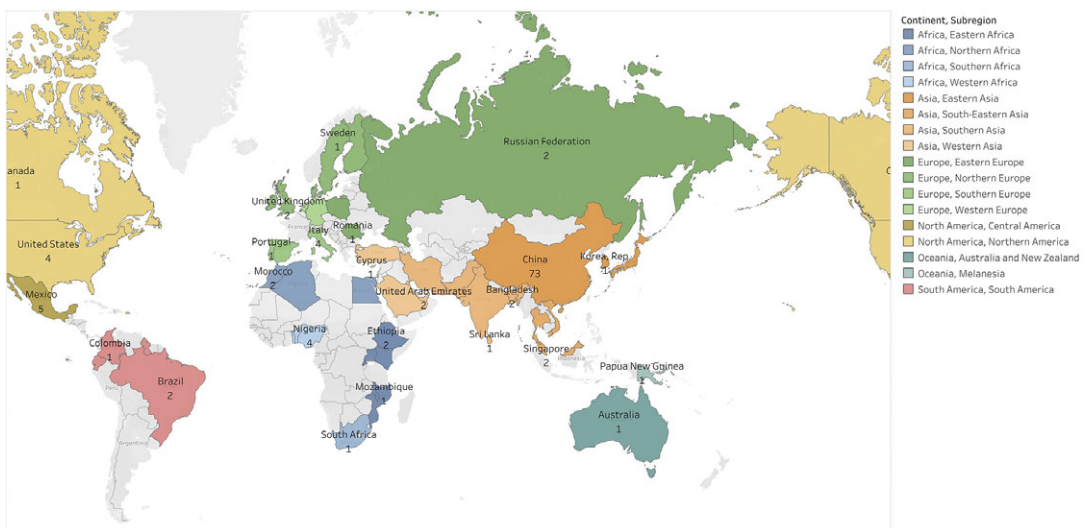 Continent, Subregion
Africa, Eastern Africa
Africa, Northern Africa
Africa, Southern Africa
Africa, Western Africa
Asia, Eastern Asia
Asia, South-Eastern Asia
Asia, Southern Asia
Asia, Western Asia
Europe, Eastern Europe
Europe, Northern Europe
Europe, Southern Europe
Europe, Western Europe
North America, Central America
North America, Northern America
Oceania, Australia and New Zealand
Oceania, Melanesia
South America, South America
Sweden
1
Russian Federation
2
anada
1
United Kingdom
2
France
United States
4
Portugal
1
Italy
4
Romania
1
Cyprus
1
China
73
Korea, Rep
1
Morocco
2
Mexico
5
United Arab Emirates
2
Bangladesh
2
Nigeria
4
Ethiopia
2
Sri Lanka
1
Singapore
2
Indonesia
Colombia
1
Papua New Guinea
1
Peru
Brazil
2
Mozambique
1
Australia
1
South Africa
1
Argentina